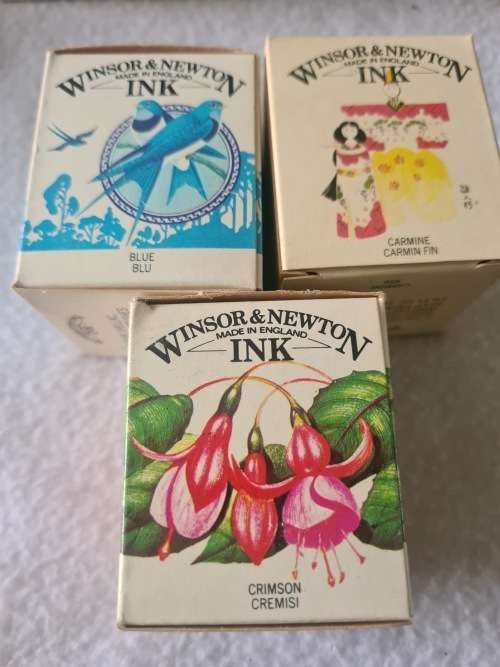 WINSOR & NEWTON
MADE IN ENGLAND
INK
BLUE
BLU
WINSOR & NEWTON
MADE IN ENGLAND
INK
CARMINE
CARMIN FIN
WINSOR & NEWTON
MADE IN ENGLAND
INK
CRIMSON
CREMISI